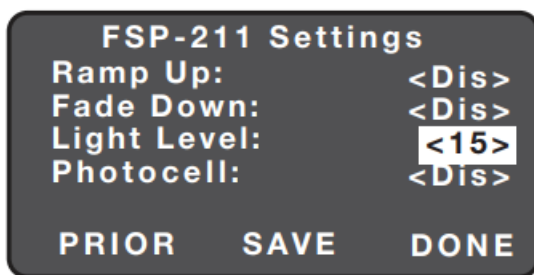 FSP-211 Settings
Ramp Up: <Dis>
Fade Down: <Dis>
Light Level: <15>
Photocell: <Dis>
PRIOR SAVE DONE